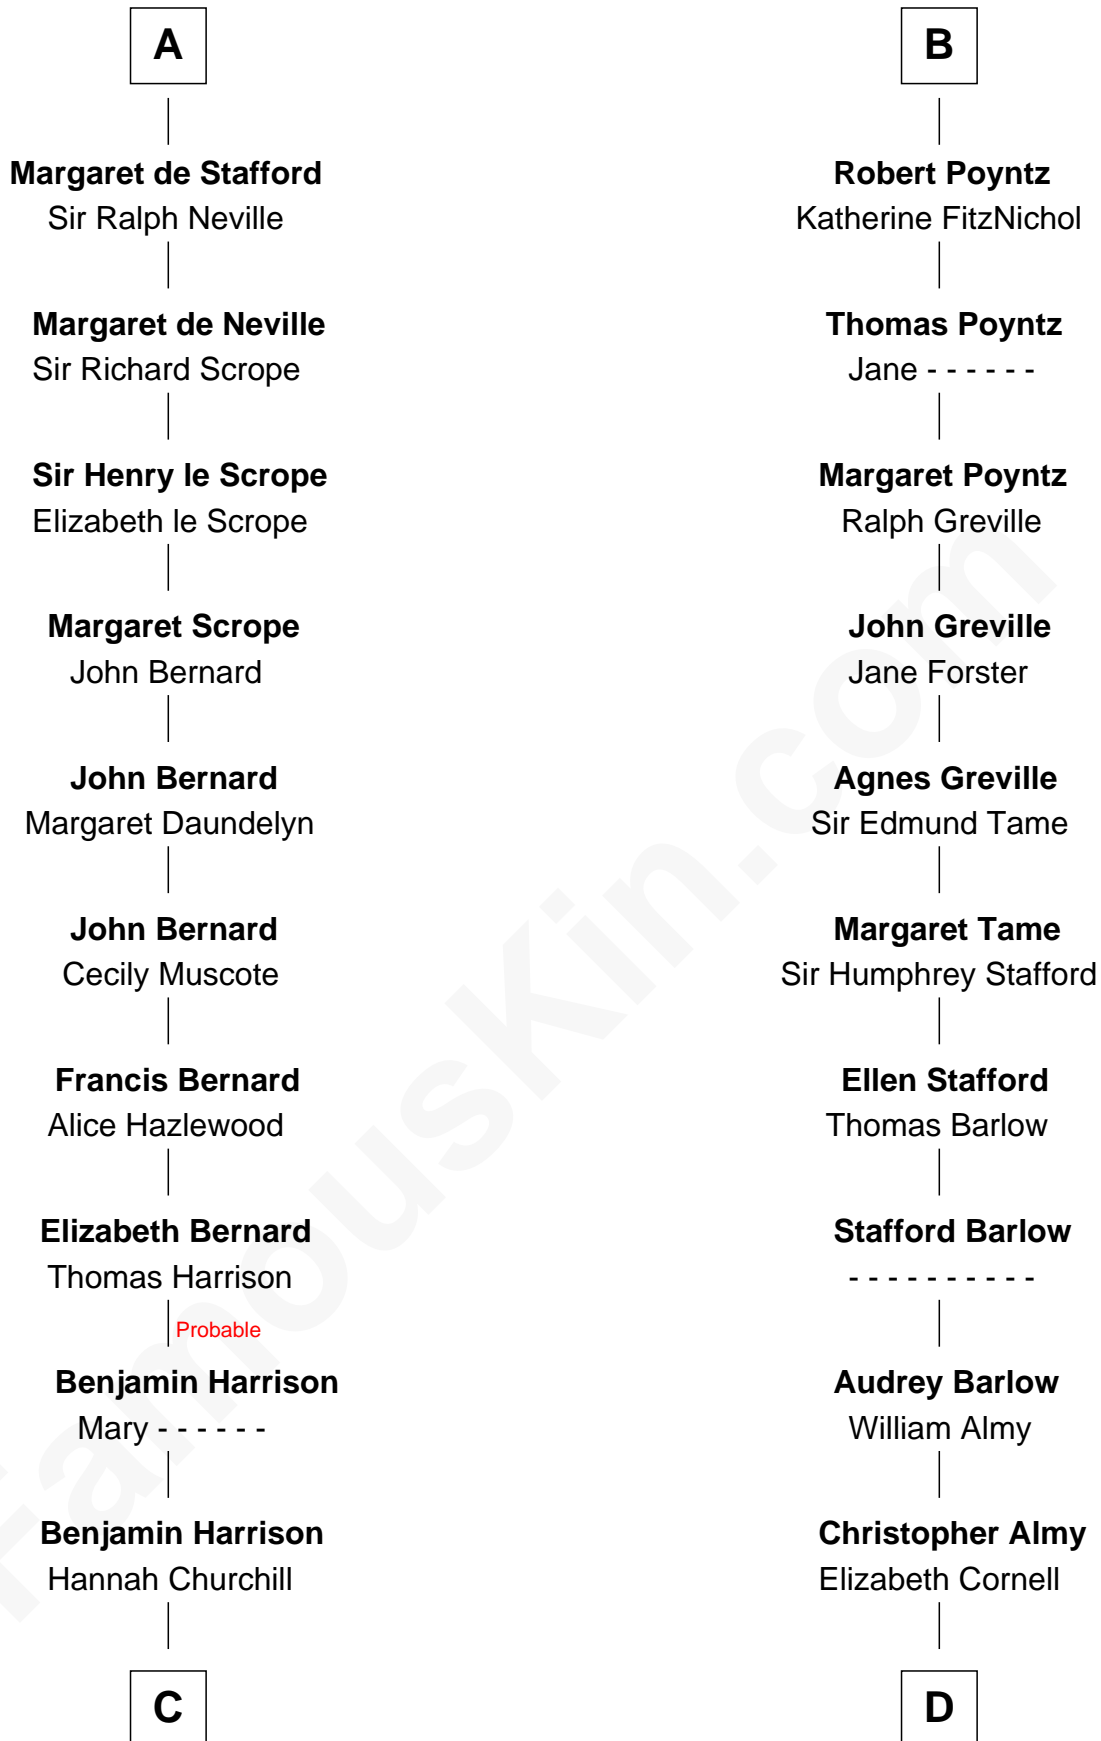 A
Margaret de Stafford
Sir Ralph Neville
Margaret de Neville
Sir Richard Scrope
Sir Henry le Scrope
Elizabeth le Scrope
Margaret Scrope
John Bernard
John Bernard
Margaret Daundelyn
John Bernard
Cecily Muscote
Francis Bernard
Alice Hazlewood
Elizabeth Bernard
Thomas Harrison
Probable
Benjamin Harrison
Mary - - - - - -
Benjamin Harrison
Hannah Churchill
C
B
Robert Poyntz
Katherine FitzNichol
Thomas Poyntz
Jane - - - - - -
Margaret Poyntz
Ralph Greville
John Greville
Jane Forster
Agnes Greville
Sir Edmund Tame
Margaret Tame
Sir Humphrey Stafford
Ellen Stafford
Thomas Barlow
Stafford Barlow
- - - - - - - - - -
Audrey Barlow
William Almy
Christopher Almy
Elizabeth Cornell
D
FamousKin.com